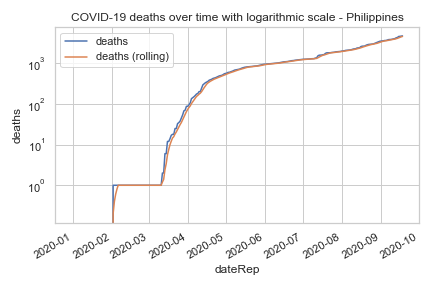 COVID-19 deaths over time with logarithmic scale - Philippines
deaths
deaths (rolling)
10³
10²
10¹
10⁰
deaths
2020-01
2020-02
2020-03
2020-04
2020-05
2020-06
2020-07
2020-08
2020-09
2020-10
dateRep